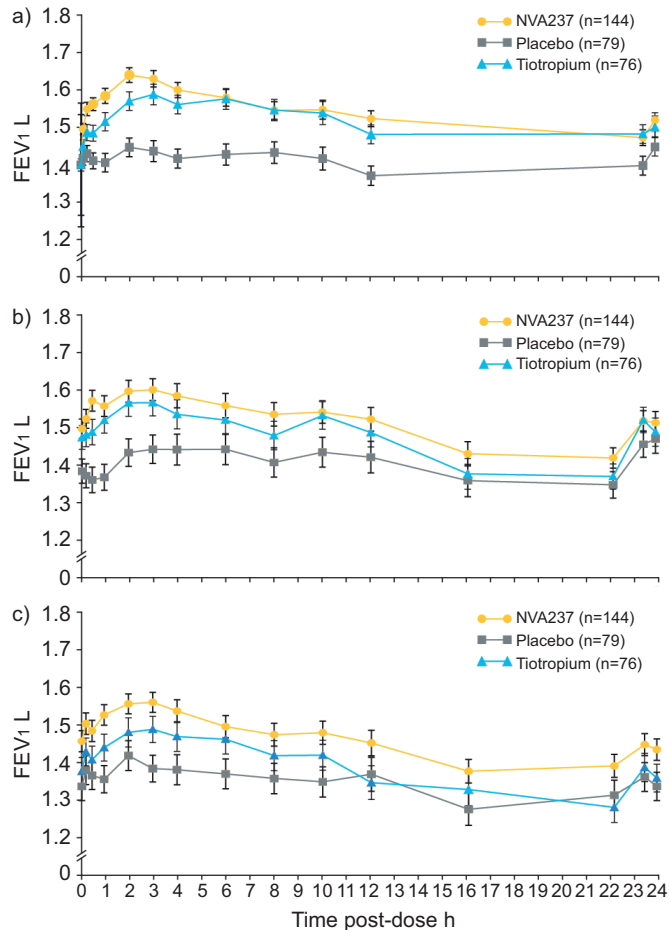 a)
1.8
1.7
1.6
1.5
1.4
1.3
1.2
0
FEV1 L
NVA237 (n=144)
Placebo (n=79)
Tiotropium (n=76)
b)
1.8
1.7
1.6
1.5
1.4
1.3
1.2
0
FEV1 L
NVA237 (n=144)
Placebo (n=79)
Tiotropium (n=76)
c)
1.8
1.7
1.6
1.5
1.4
1.3
1.2
0
FEV1 L
NVA237 (n=144)
Placebo (n=79)
Tiotropium (n=76)
0 1 2 3 4 5 6 7 8 9 10 11 12 13 14 15 16 17 18 19 20 21 22 23 24
Time post-dose h